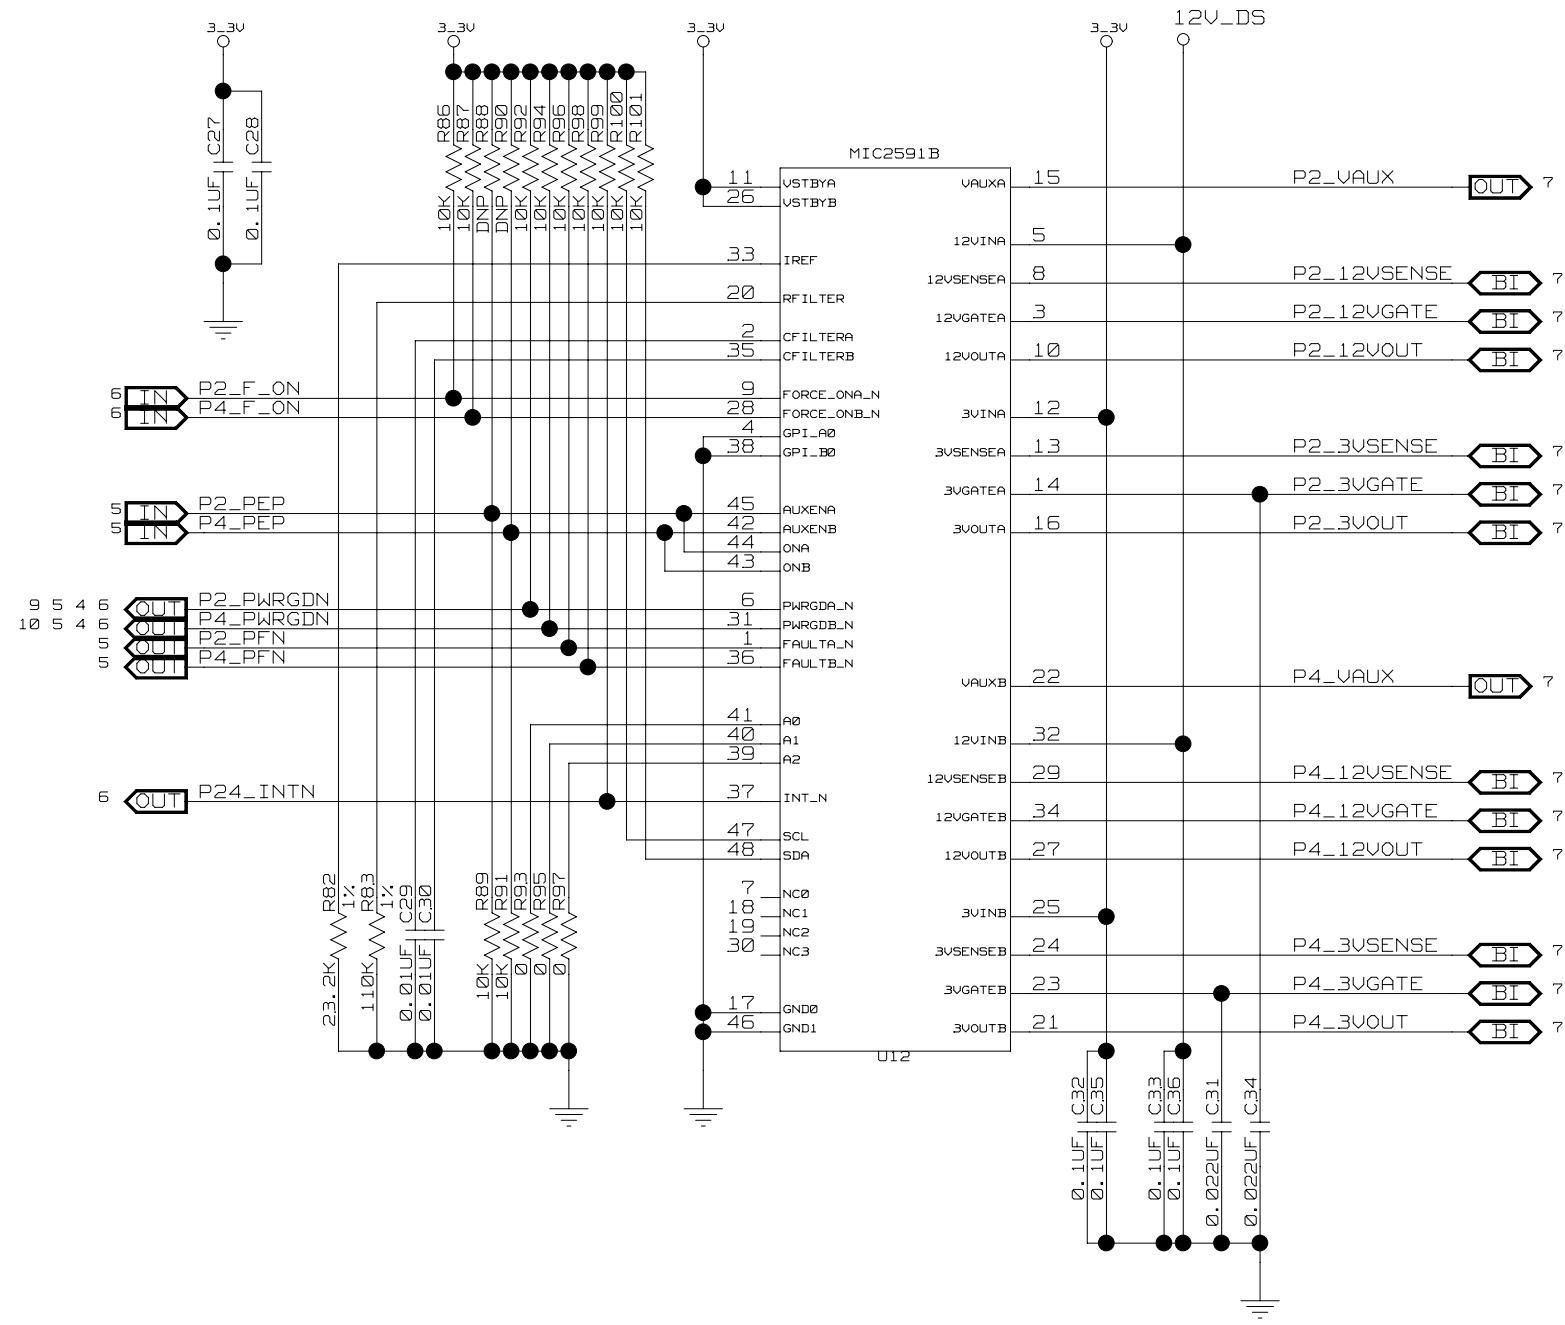 3_3V
3_3V
3_3V
3_3V
12V_DS
C27
0.1UF
C28
0.1UF
R86
10K
R87
10K
R88
DNP
R90
DNP
R92
10K
R94
10K
R96
10K
R98
10K
R99
10K
R100
10K
R101
10K
MIC2591B
11 VSTBYA
26 VSTBYB
33 IREF
20 RFILTER
2 CFILTERA
35 CFILTERB
6 IN P2_F_ON 9 FORCE_ONA_N
6 IN P4_F_ON 28 FORCE_ONB_N
4 GPI_A0
38 GPI_B0
5 IN P2_PEP 45 AUXENA
5 IN P4_PEP 42 AUXENB
44 ONA
43 ONB
9 5 4 6 OUT P2_PWRGDN 6 PWRGDA_N
10 5 4 6 OUT P4_PWRGDN 31 PWRGDB_N
5 OUT P2_PFN 1 FAULTA_N
5 OUT P4_PFN 36 FAULTB_N
41 A0
40 A1
39 A2
6 OUT P24_INTN 37 INT_N
47 SCL
48 SDA
7 NC0
18 NC1
19 NC2
30 NC3
17 GND0
46 GND1
U12
VAUXA 15 P2_VAUX OUT 7
12VINA 5
12VSENSEA 8 P2_12VSENSE BI 7
12VGATEA 3 P2_12VGATE BI 7
12VOUTA 10 P2_12VOUT BI 7
3VINA 12
3VSENSEA 13 P2_3VSENSE BI 7
3VGATEA 14 P2_3VGATE BI 7
3VOUTA 16 P2_3VOUT BI 7
VAUXB 22 P4_VAUX OUT 7
12VINB 32
12VSENSEB 29 P4_12VSENSE BI 7
12VGATEB 34 P4_12VGATE BI 7
12VOUTB 27 P4_12VOUT BI 7
3VINB 25
3VSENSEB 24 P4_3VSENSE BI 7
3VGATEB 23 P4_3VGATE BI 7
3VOUTB 21 P4_3VOUT BI 7
R82
1%
23.2K
R83
1%
110K
C29
0.01UF
C30
0.01UF
R89
10K
R91
10K
R93
0
R95
0
R97
0
C32
0.1UF
C35
0.1UF
C33
0.1UF
C36
0.1UF
C31
0.022UF
C34
0.022UF